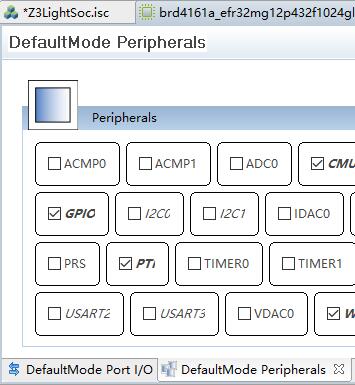 *Z3LightSoc.isc brd4161a_efr32mg12p432f1024gl
DefaultMode Peripherals
Peripherals
ACMP0 ACMP1 ADC0 CMU
GPIO I2C0 I2C1 IDAC0
PRS PTI TIMER0 TIMER1
USART2 USART3 VDAC0 W
DefaultMode Port I/O DefaultMode Peripherals